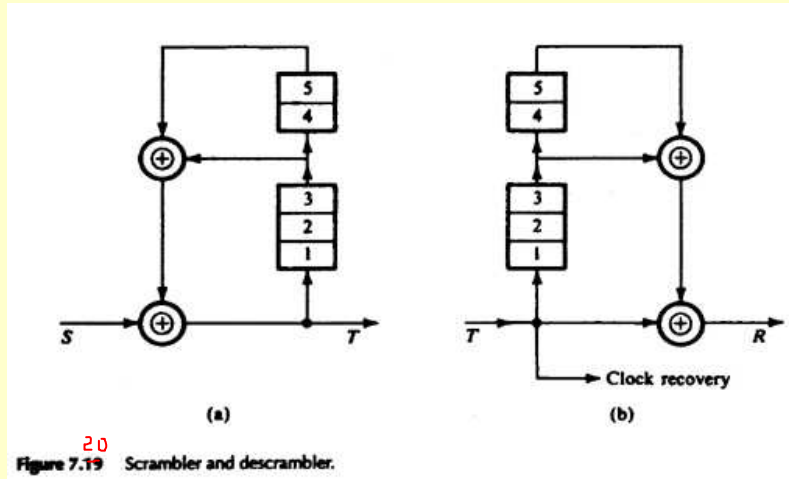 5 5
4 4
3 3
2 2
1 1
S T T R
Clock recovery
(a) (b)
20
Figure 7.19 Scrambler and descrambler.